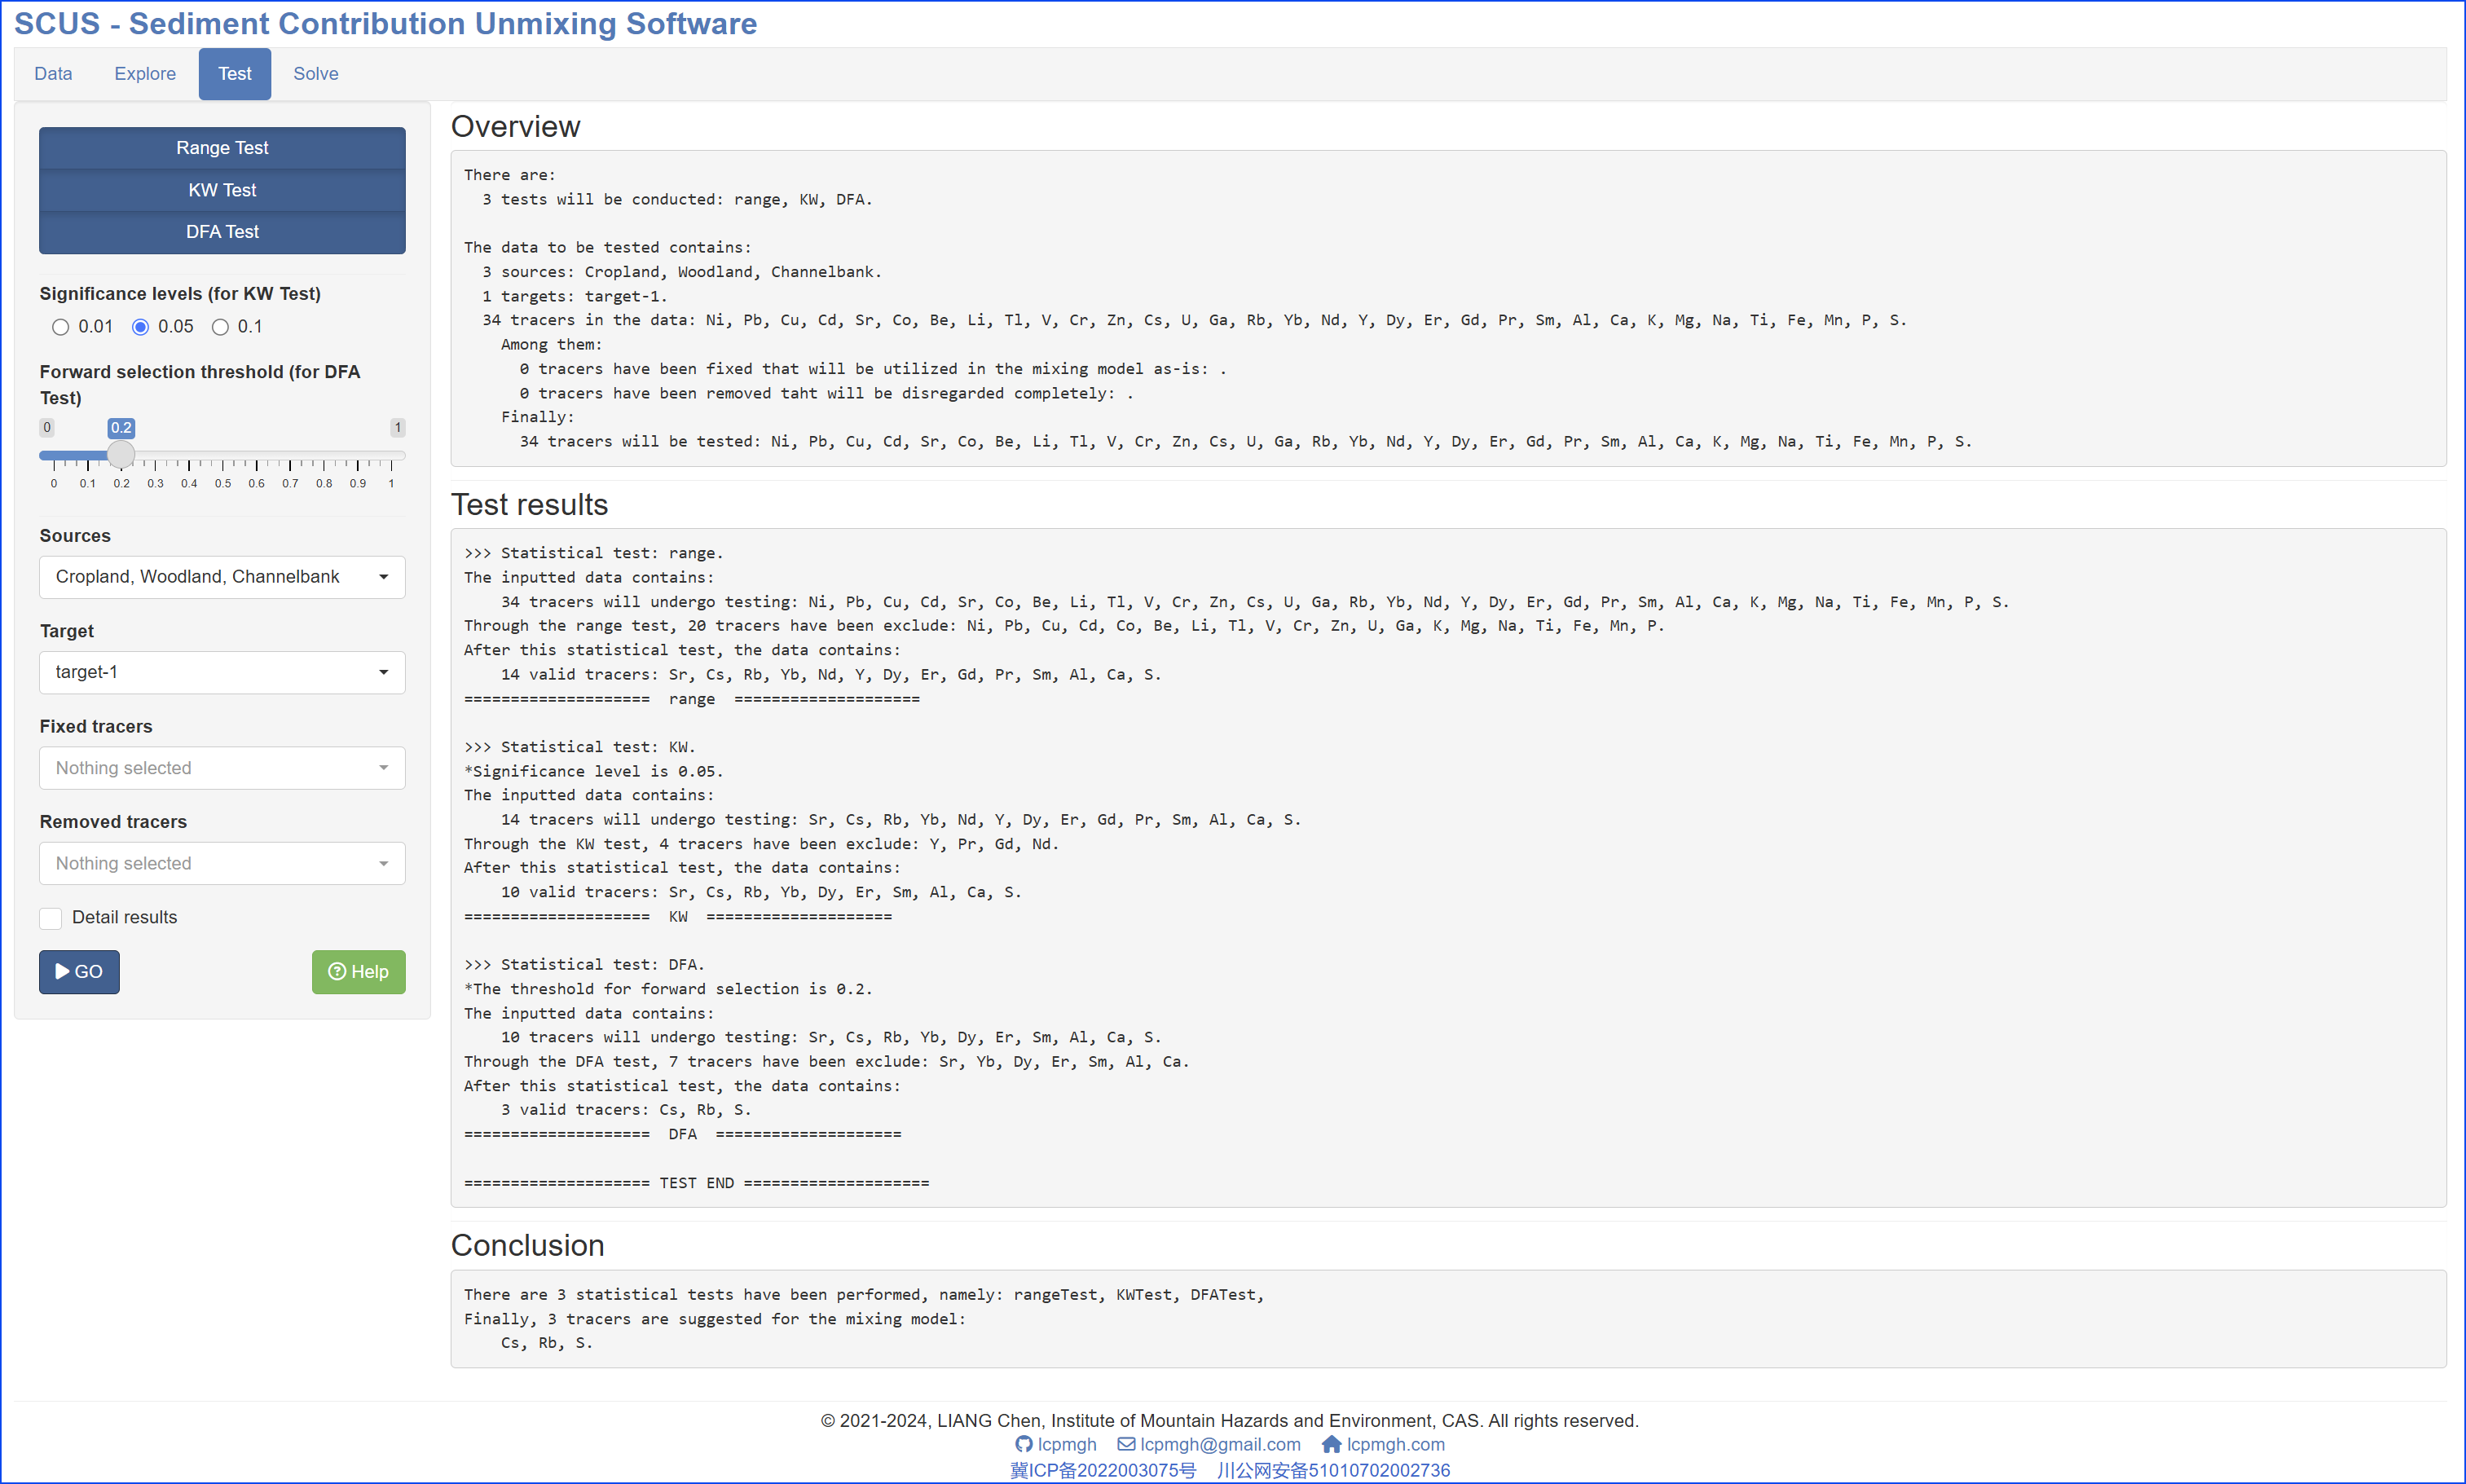 SCUS - Sediment Contribution Unmixing Software
Data Explore Test Solve
Range Test
KW Test
DFA Test
Significance levels (for KW Test)
0.01 0.05 0.1
Forward selection threshold (for DFA
Test)
0 0.2 1
0 0.1 0.2 0.3 0.4 0.5 0.6 0.7 0.8 0.9 1
Sources
Cropland, Woodland, Channelbank
Target
target-1
Fixed tracers
Nothing selected
Removed tracers
Nothing selected
Detail results
GO Help
Overview
There are:
3 tests will be conducted: range, KW, DFA.
The data to be tested contains:
3 sources: Cropland, Woodland, Channelbank.
1 targets: target-1.
34 tracers in the data: Ni, Pb, Cu, Cd, Sr, Co, Be, Li, Tl, V, Cr, Zn, Cs, U, Ga, Rb, Yb, Nd, Y, Dy, Er, Gd, Pr, Sm, Al, Ca, K, Mg, Na, Ti, Fe, Mn, P, S.
Among them:
0 tracers have been fixed that will be utilized in the mixing model as-is: .
0 tracers have been removed taht will be disregarded completely: .
Finally:
34 tracers will be tested: Ni, Pb, Cu, Cd, Sr, Co, Be, Li, Tl, V, Cr, Zn, Cs, U, Ga, Rb, Yb, Nd, Y, Dy, Er, Gd, Pr, Sm, Al, Ca, K, Mg, Na, Ti, Fe, Mn, P, S.
Test results
>>> Statistical test: range.
The inputted data contains:
34 tracers will undergo testing: Ni, Pb, Cu, Cd, Sr, Co, Be, Li, Tl, V, Cr, Zn, Cs, U, Ga, Rb, Yb, Nd, Y, Dy, Er, Gd, Pr, Sm, Al, Ca, K, Mg, Na, Ti, Fe, Mn, P, S.
Through the range test, 20 tracers have been exclude: Ni, Pb, Cu, Cd, Co, Be, Li, Tl, V, Cr, Zn, U, Ga, K, Mg, Na, Ti, Fe, Mn, P.
After this statistical test, the data contains:
14 valid tracers: Sr, Cs, Rb, Yb, Nd, Y, Dy, Er, Gd, Pr, Sm, Al, Ca, S.
==================== range ====================
>>> Statistical test: KW.
*Significance level is 0.05.
The inputted data contains:
14 tracers will undergo testing: Sr, Cs, Rb, Yb, Nd, Y, Dy, Er, Gd, Pr, Sm, Al, Ca, S.
Through the KW test, 4 tracers have been exclude: Y, Pr, Gd, Nd.
After this statistical test, the data contains:
10 valid tracers: Sr, Cs, Rb, Yb, Dy, Er, Sm, Al, Ca, S.
==================== KW ====================
>>> Statistical test: DFA.
*The threshold for forward selection is 0.2.
The inputted data contains:
10 tracers will undergo testing: Sr, Cs, Rb, Yb, Dy, Er, Sm, Al, Ca, S.
Through the DFA test, 7 tracers have been exclude: Sr, Yb, Dy, Er, Sm, Al, Ca.
After this statistical test, the data contains:
3 valid tracers: Cs, Rb, S.
==================== DFA ====================
==================== TEST END ====================
Conclusion
There are 3 statistical tests have been performed, namely: rangeTest, KWTest, DFATest,
Finally, 3 tracers are suggested for the mixing model:
Cs, Rb, S.
© 2021-2024, LIANG Chen, Institute of Mountain Hazards and Environment, CAS. All rights reserved.
lcpmgh lcpmgh@gmail.com lcpmgh.com
冀ICP备2022003075号 川公网安备51010702002736